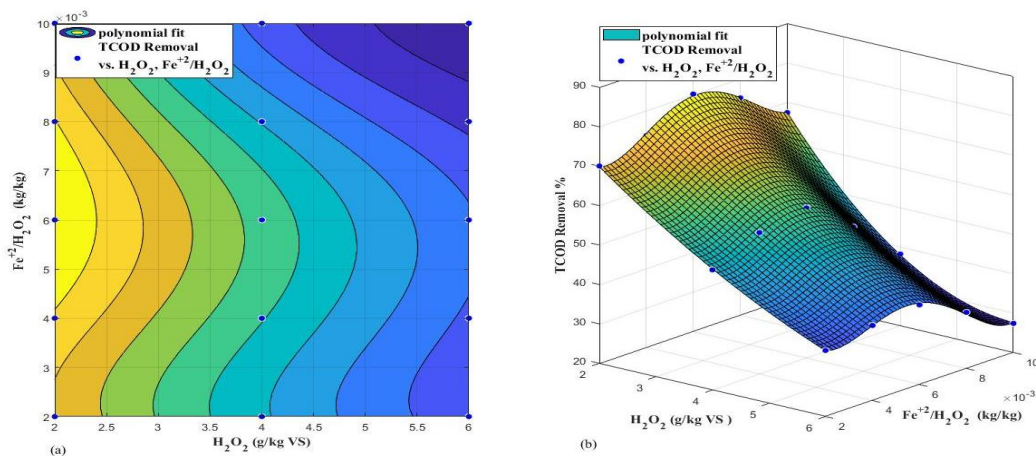 10 ×10⁻³
polynomial fit
TCOD Removal
vs. H₂O₂, Fe⁺²/H₂O₂
9
8
7
6
5
4
3
2
Fe⁺²/H₂O₂ (kg/kg)
2 2.5 3 3.5 4 4.5 5 5.5 6
H₂O₂ (g/kg VS)
(a)
polynomial fit
TCOD Removal
vs. H₂O₂, Fe⁺²/H₂O₂
90
80
70
60
50
40
30
20
TCOD Removal %
2 3 4 5 6
H₂O₂ (g/kg VS )
2 4 6 8 10
×10⁻³
Fe⁺²/H₂O₂ (kg/kg)
(b)